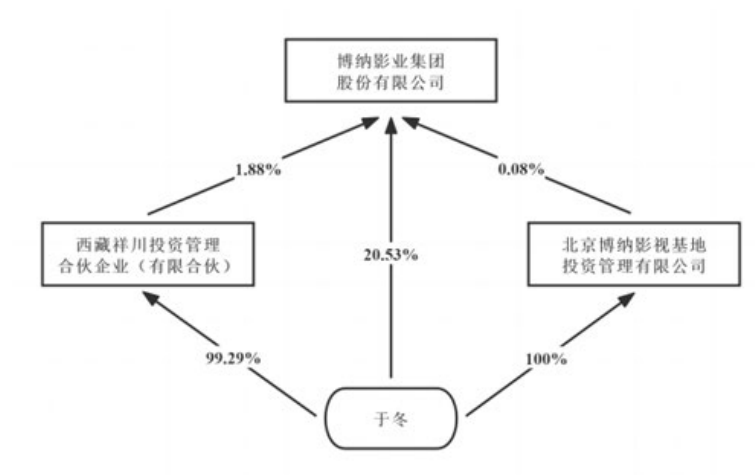 博纳影业集团
股份有限公司
1.88%
0.08%
西藏祥川投资管理
合伙企业（有限合伙）
20.53%
北京博纳影视基地
投资管理有限公司
99.29%
100%
于冬